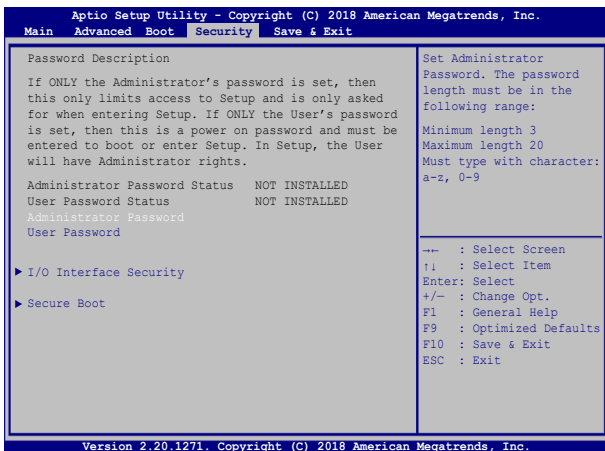 Aptio Setup Utility - Copyright (C) 2018 American Megatrends, Inc.
Main Advanced Boot Security Save & Exit
Password Description
If ONLY the Administrator's password is set, then
this only limits access to Setup and is only asked
for when entering Setup. If ONLY the User's password
is set, then this is a power on password and must be
entered to boot or enter Setup. In Setup, the User
will have Administrator rights.
Administrator Password Status NOT INSTALLED
User Password Status NOT INSTALLED
Administrator Password
User Password
▶ I/O Interface Security
▶ Secure Boot
Set Administrator
Password. The password
length must be in the
following range:
Minimum length 3
Maximum length 20
Must type with character:
a-z, 0-9
→← : Select Screen
↑↓ : Select Item
Enter: Select
+/— : Change Opt.
F1 : General Help
F9 : Optimized Defaults
F10 : Save & Exit
ESC : Exit
Version 2.20.1271. Copyright (C) 2018 American Megatrends, Inc.